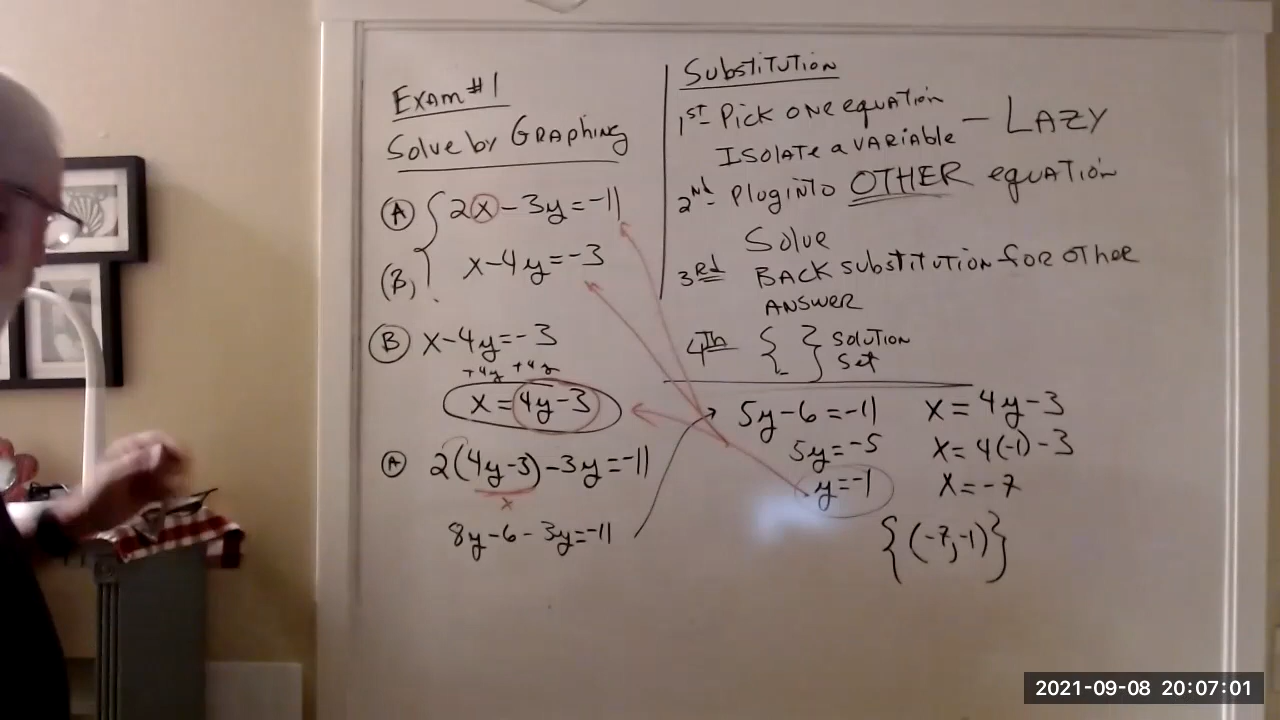 Exam #1
Solve by Graphing
(A) { 2x - 3y = -11
(B) x - 4y = -3
(B) x - 4y = -3
+4y +4y
x = 4y - 3
(A) 2(4y - 3) - 3y = -11
x
8y - 6 - 3y = -11
Substitution
1st Pick one equation
Isolate a variable - LAZY
2nd Plug into OTHER equation
Solve
3rd Back substitution for other
answer
4th { } solution
set
5y - 6 = -11
5y = -5
y = -1
x = 4y - 3
x = 4(-1) - 3
x = -7
{(-7, -1)}
2021-09-08 20:07:01